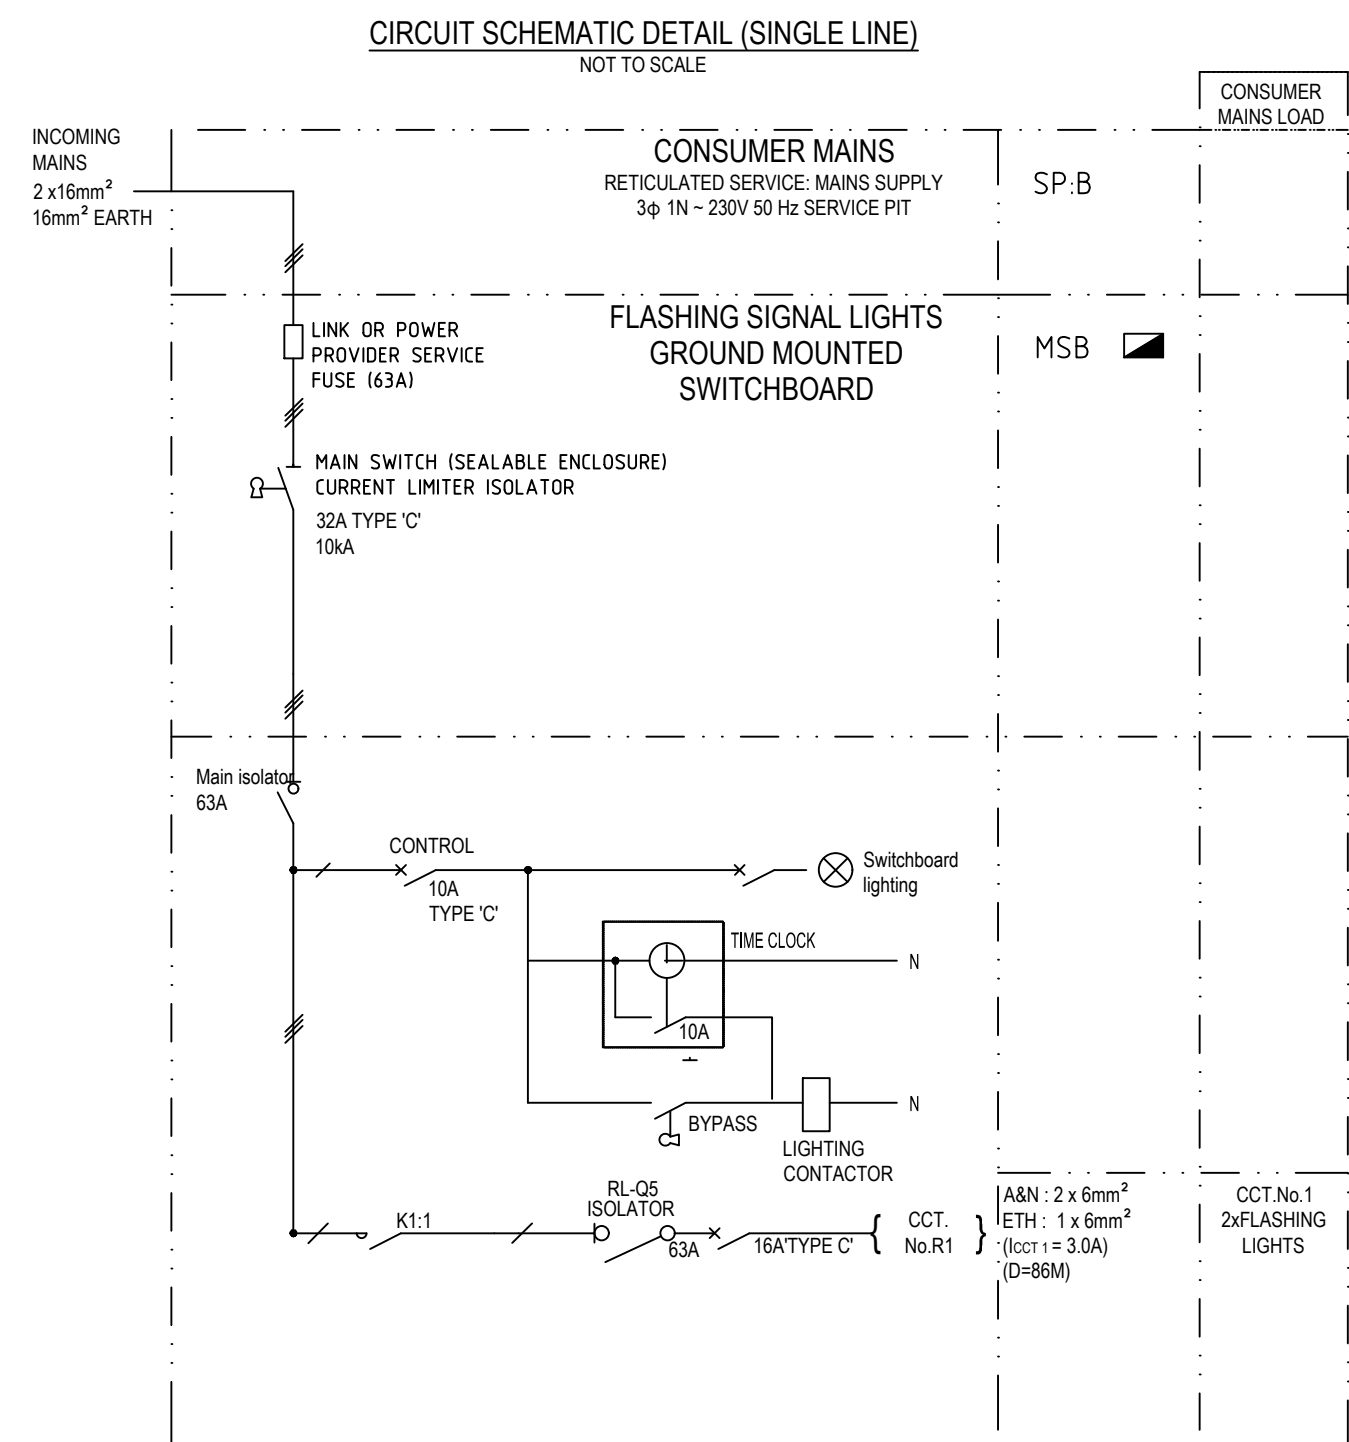 CIRCUIT SCHEMATIC DETAIL (SINGLE LINE)
NOT TO SCALE
CONSUMER
MAINS LOAD
INCOMING
MAINS
2 x16mm²
16mm² EARTH
CONSUMER MAINS
RETICULATED SERVICE: MAINS SUPPLY
3ϕ 1N ~ 230V 50 Hz SERVICE PIT
SP:B
FLASHING SIGNAL LIGHTS
GROUND MOUNTED
SWITCHBOARD
MSB
LINK OR POWER
PROVIDER SERVICE
FUSE (63A)
MAIN SWITCH (SEALABLE ENCLOSURE)
CURRENT LIMITER ISOLATOR
32A TYPE 'C'
10kA
Main isolator
63A
CONTROL
10A
TYPE 'C'
Switchboard
lighting
TIME CLOCK
N
10A
N
BYPASS
LIGHTING
CONTACTOR
K1:1
RL-Q5
ISOLATOR
63A
16A'TYPE C'
{ CCT. }
No.R1
A&N : 2 x 6mm²
ETH : 1 x 6mm²
(ICCT 1 = 3.0A)
(D=86M)
CCT.No.1
2xFLASHING
LIGHTS